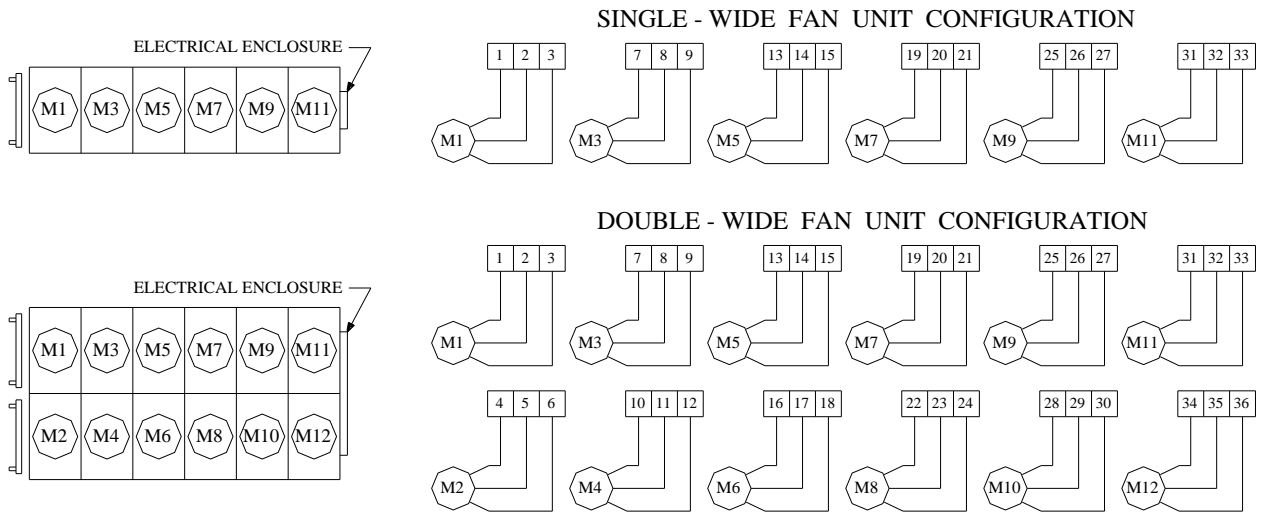 SINGLE - WIDE FAN UNIT CONFIGURATION
ELECTRICAL ENCLOSURE
M1 M3 M5 M7 M9 M11
1 2 3 7 8 9 13 14 15 19 20 21 25 26 27 31 32 33
M1 M3 M5 M7 M9 M11
DOUBLE - WIDE FAN UNIT CONFIGURATION
ELECTRICAL ENCLOSURE
M1 M3 M5 M7 M9 M11
M2 M4 M6 M8 M10 M12
1 2 3 7 8 9 13 14 15 19 20 21 25 26 27 31 32 33
M1 M3 M5 M7 M9 M11
4 5 6 10 11 12 16 17 18 22 23 24 28 29 30 34 35 36
M2 M4 M6 M8 M10 M12